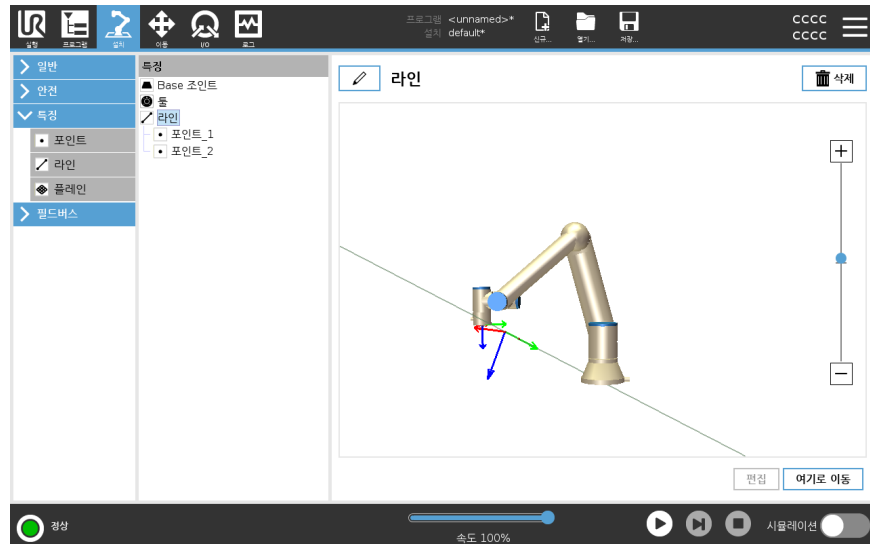 UR
실행
프로그램
설치
이동
I/O
로그
프로그램 <unnamed>*
설치 default*
신규...
열기...
저장...
cccc
cccc
일반
안전
특징
포인트
라인
플레인
필드버스
특징
Base 조인트
툴
라인
포인트_1
포인트_2
라인
삭제
편집
여기로 이동
정상
속도 100%
시뮬레이션